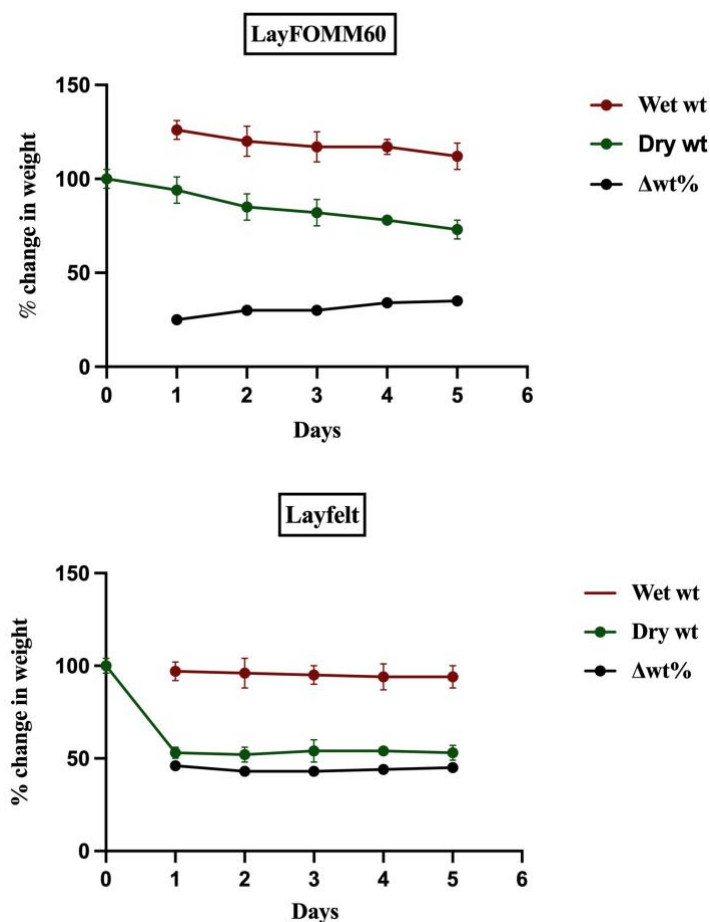 LayFOMM60
150
100
50
0
% change in weight
0 1 2 3 4 5 6
Days
Wet wt
Dry wt
Δwt%
Layfelt
150
100
50
0
% change in weight
0 1 2 3 4 5 6
Days
Wet wt
Dry wt
Δwt%